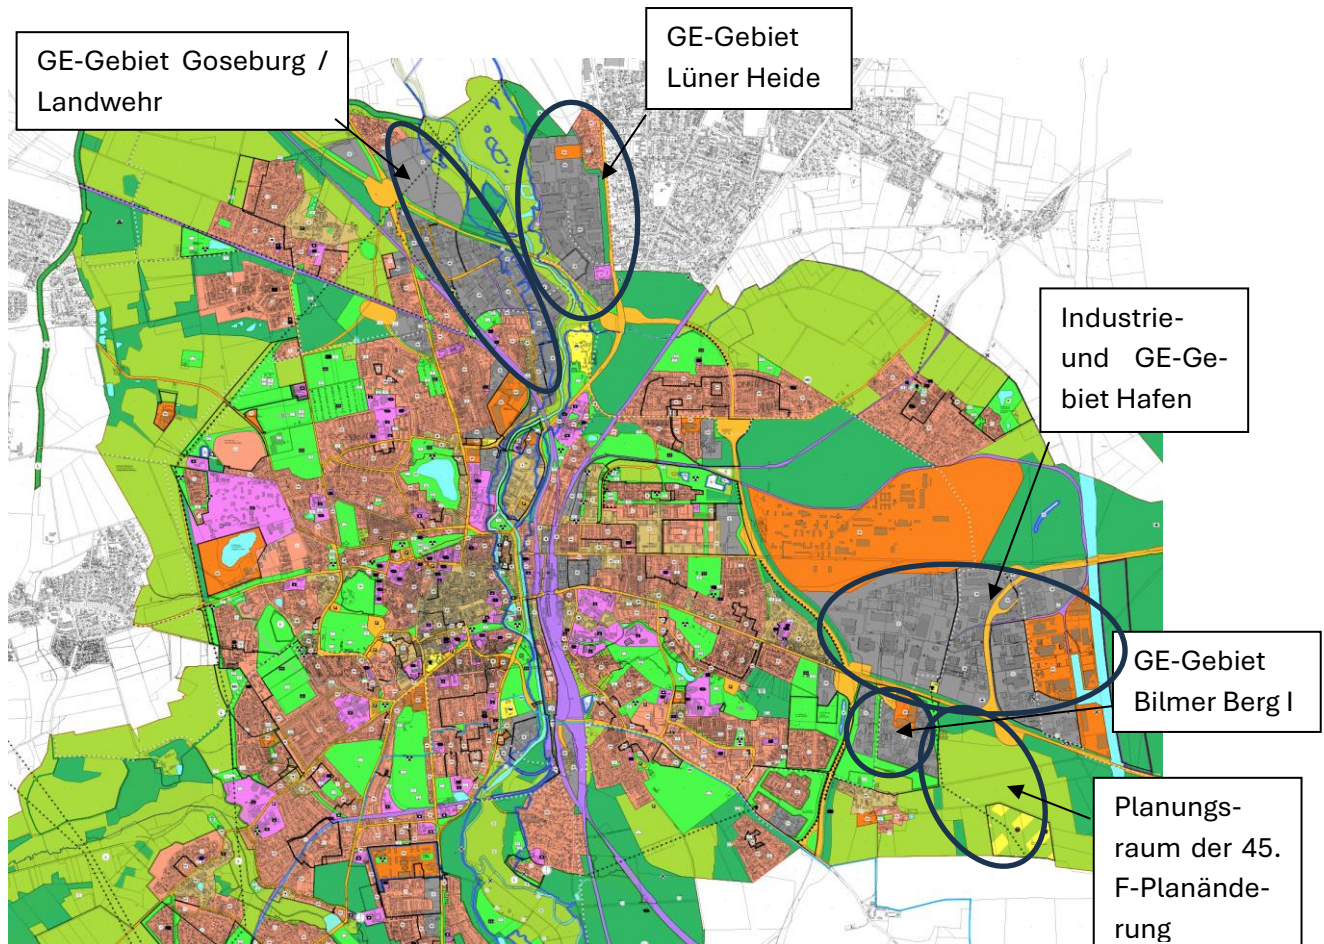 GE-Gebiet Goseburg /
Landwehr
GE-Gebiet
Lüner Heide
Industrie-
und GE-Ge-
biet Hafen
GE-Gebiet
Bilmer Berg I
Planungs-
raum der 45.
F-Planände-
rung